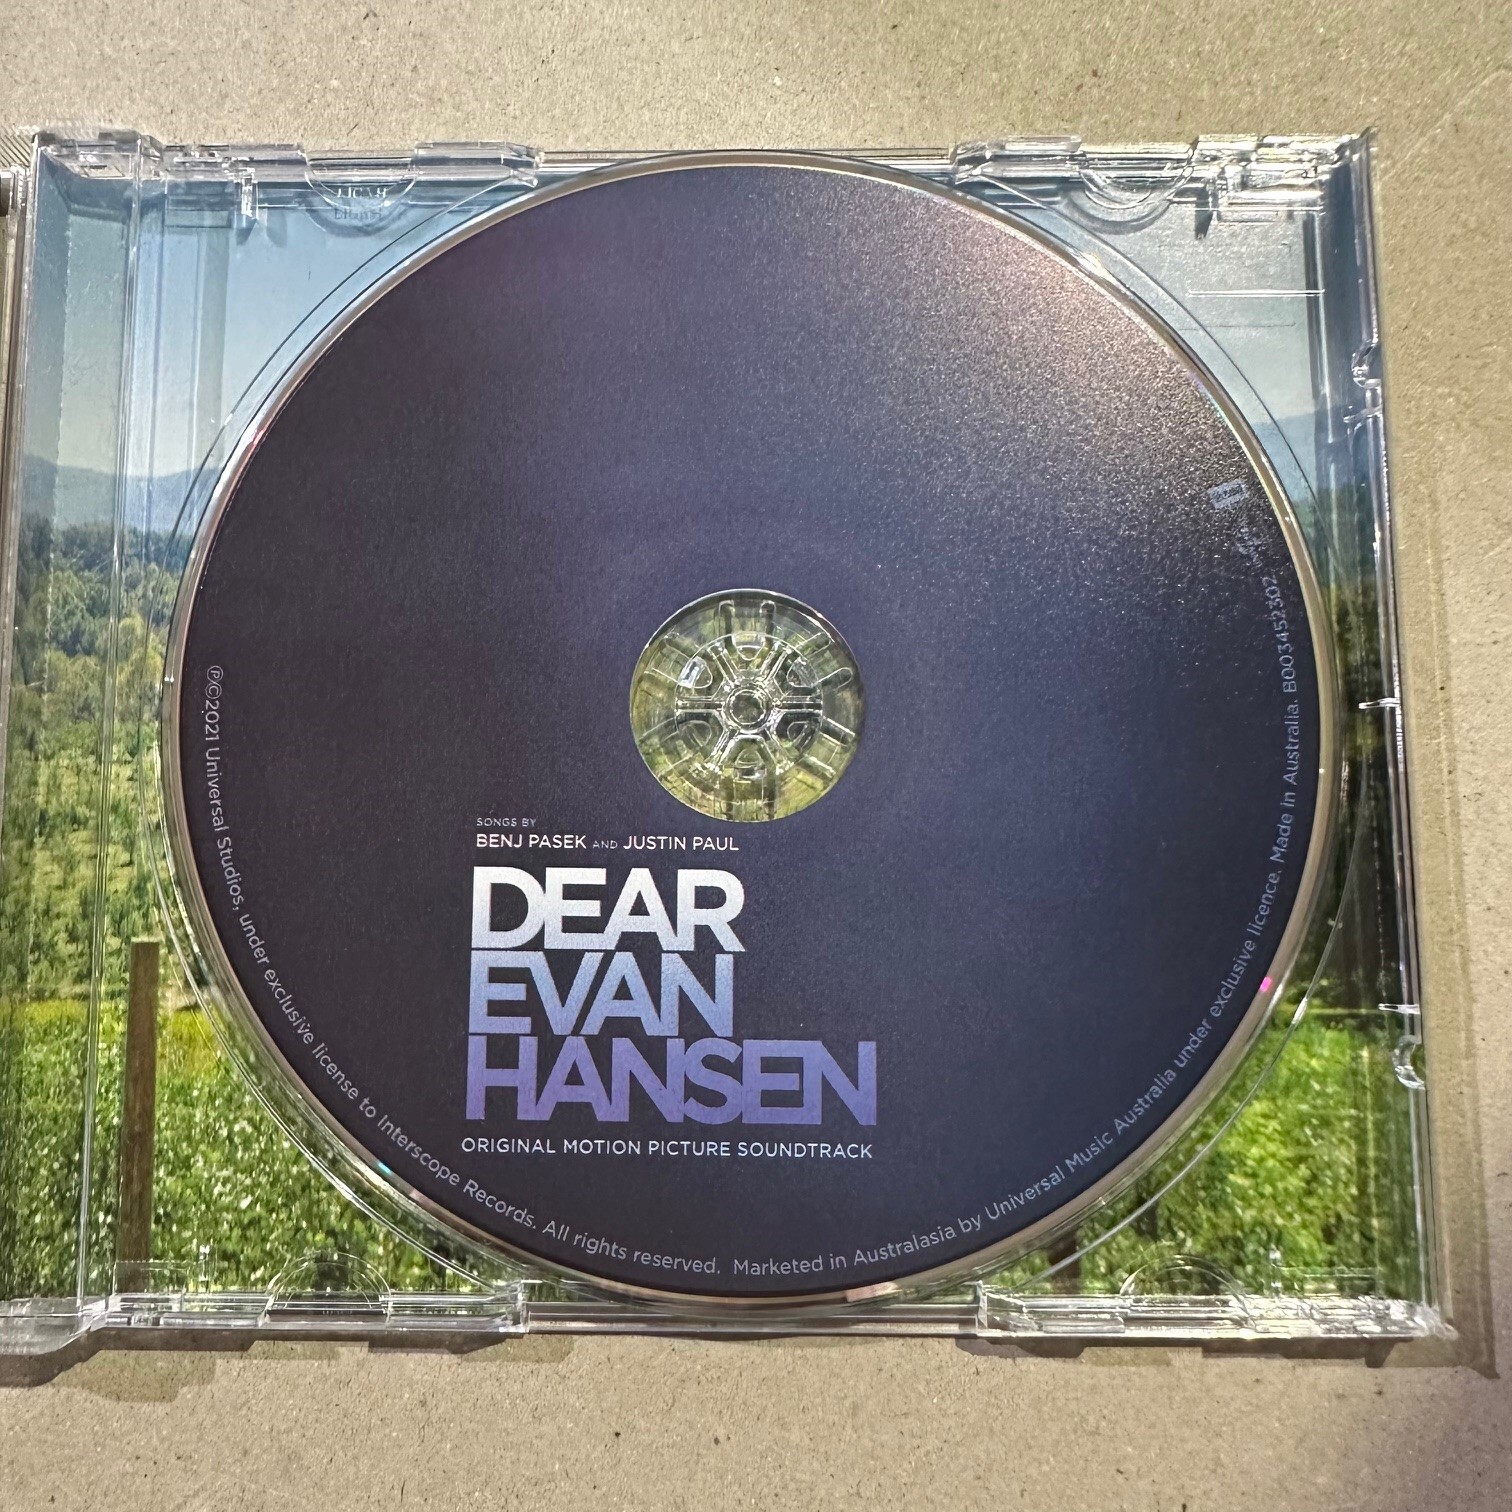 SONGS BY
BENJ PASEK AND JUSTIN PAUL
DEAR
EVAN
HANSEN
ORIGINAL MOTION PICTURE SOUNDTRACK
℗©2021 Universal Studios, under exclusive license to Interscope Records. All rights reserved. Marketed in Australasia by Universal Music Australia under exclusive licence. Made in Australia. B003452302